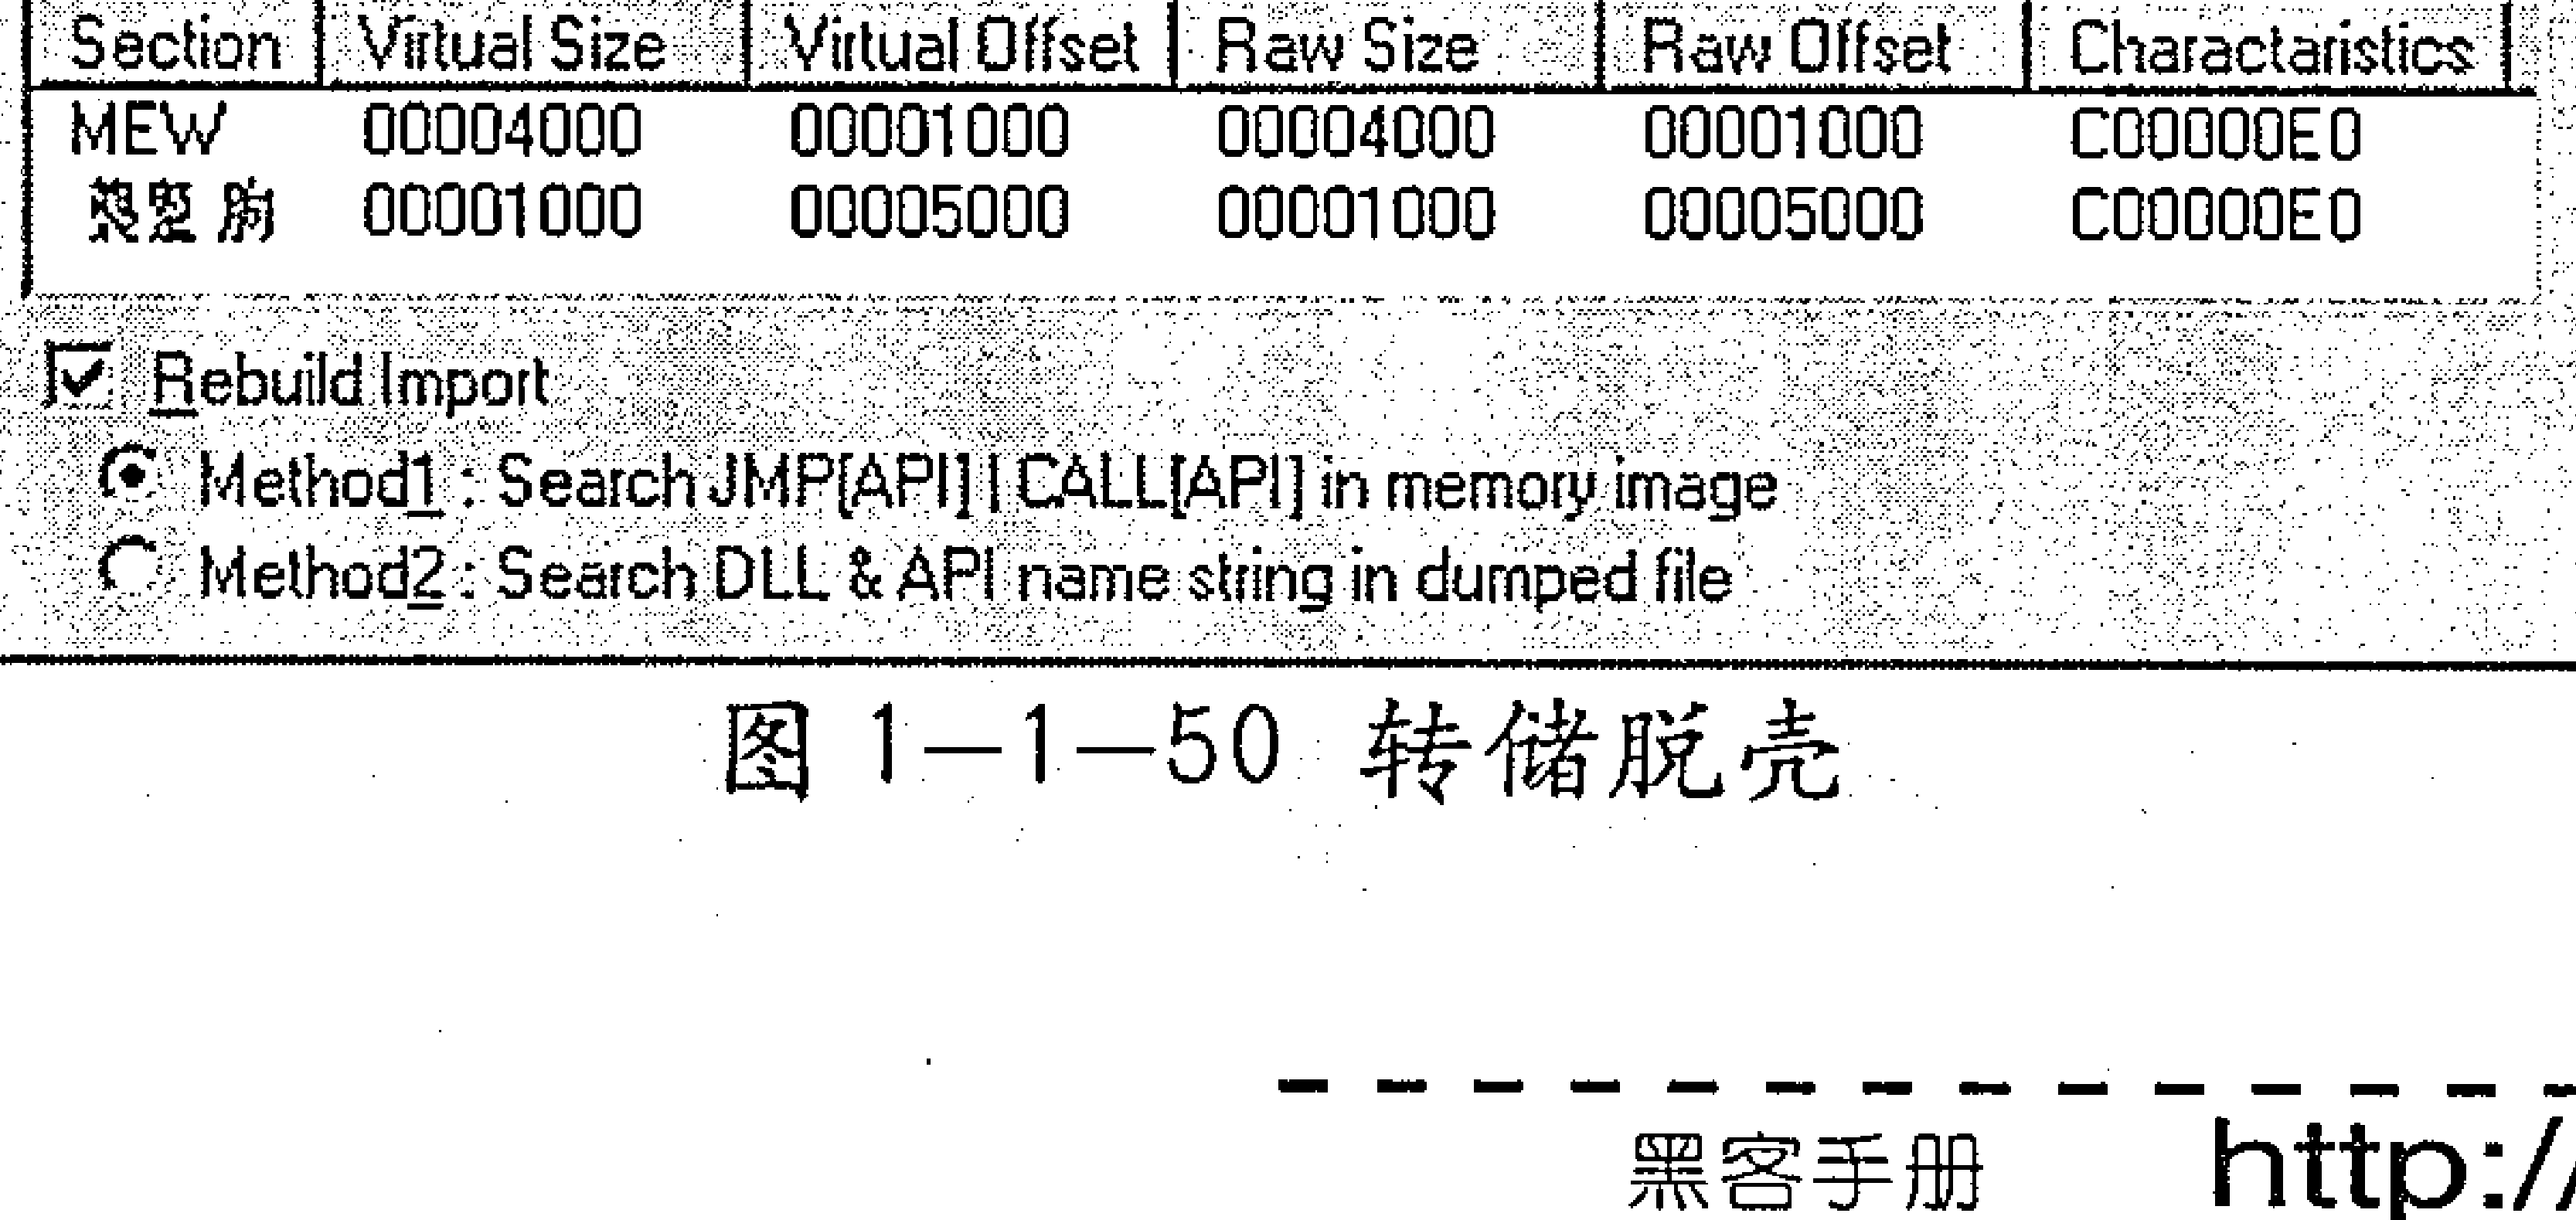 Section Virtual Size Virtual Offset Raw Size Raw Offset Charactaristics
MEW 00004000 00001000 00004000 00001000 C00000E0
00001000 00005000 00001000 00005000 C00000E0
Rebuild Import
Method1 : Search JMP[API] | CALL[API] in memory image
Method2 : Search DLL & API name string in dumped file
图 1—1—50 转储脱壳
黑客手册 http://